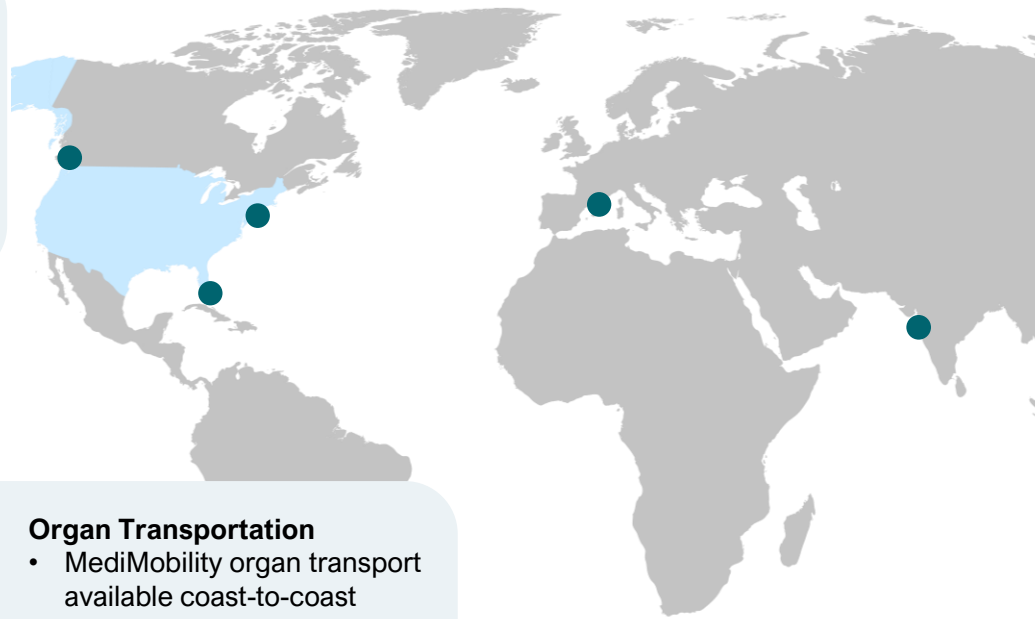 Organ Transportation
• MediMobility organ transport
available coast-to-coast